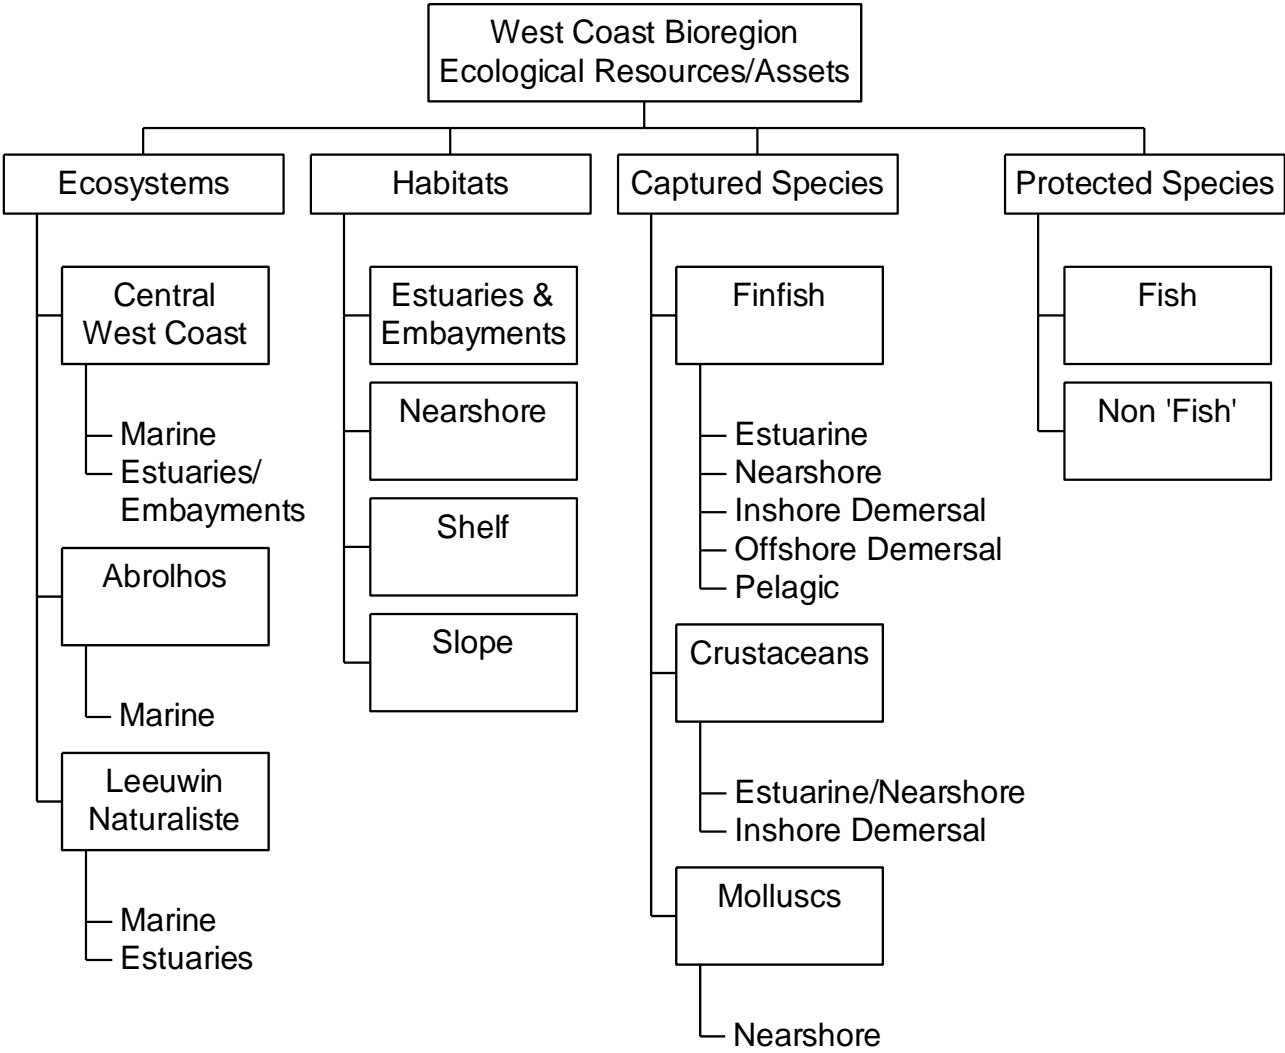 West Coast Bioregion
Ecological Resources/Assets
Ecosystems
Central
West Coast
Marine
Estuaries/
Embayments
Abrolhos
Marine
Leeuwin
Naturaliste
Marine
Estuaries
Habitats
Estuaries &
Embayments
Nearshore
Shelf
Slope
Captured Species
Finfish
Estuarine
Nearshore
Inshore Demersal
Offshore Demersal
Pelagic
Crustaceans
Estuarine/Nearshore
Inshore Demersal
Molluscs
Nearshore
Protected Species
Fish
Non 'Fish'